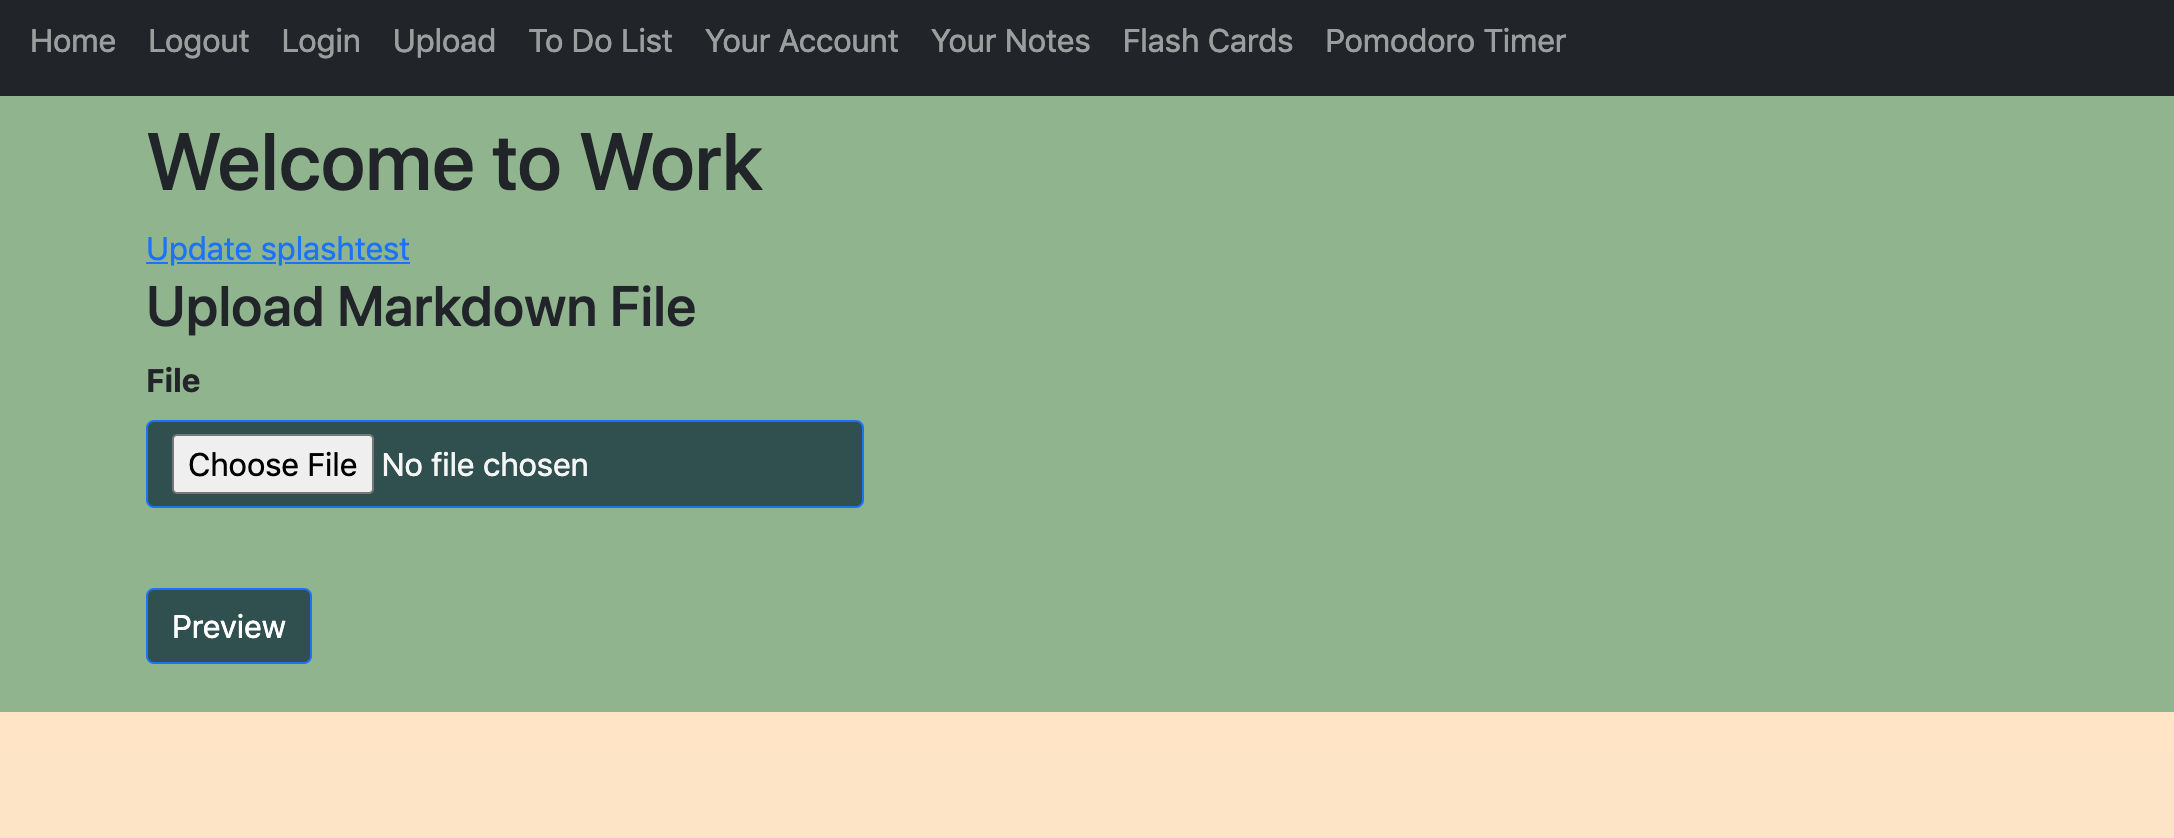 Home Logout Login Upload To Do List Your Account Your Notes Flash Cards Pomodoro Timer
Welcome to Work
Update splashtest
Upload Markdown File
File
Choose File No file chosen
Preview